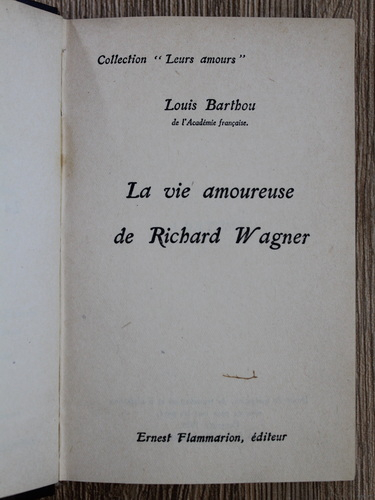 Collection " Leurs amours "
Louis Barthou
de l'Académie française.
La vie amoureuse
de Richard Wagner
Ernest Flammarion, éditeur